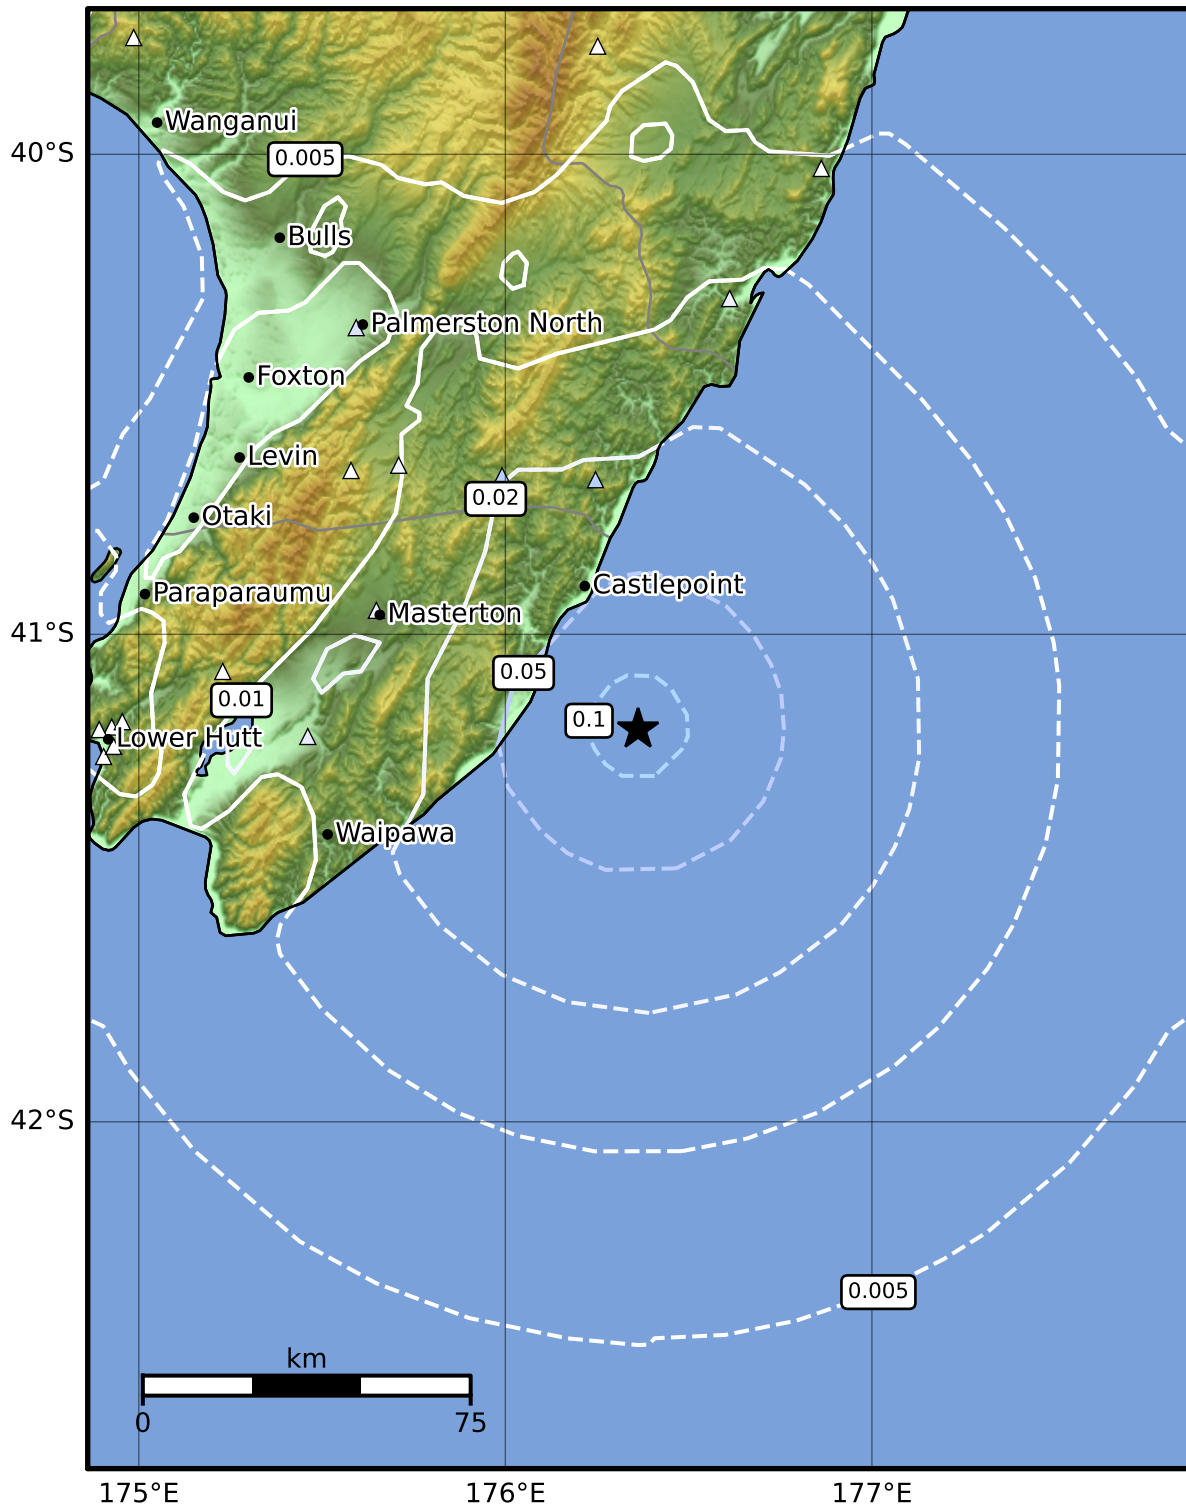 Wanganui
40°S
0.005
Bulls
Palmerston North
Foxton
Levin
0.02
Otaki
Castlepoint
Paraparaumu
Masterton
41°S
0.05
0.01
0.1
Lower Hutt
Waipawa
42°S
0.005
km
0 75
175°E 176°E 177°E